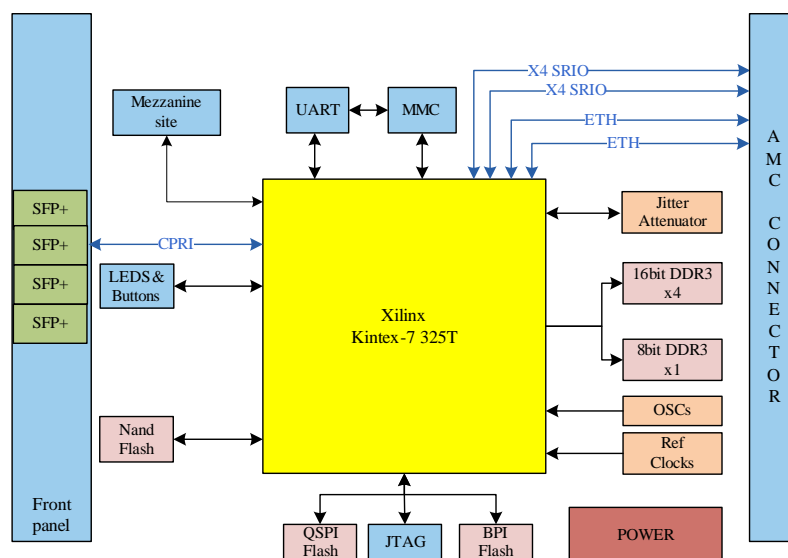 X4 SRIO
X4 SRIO
ETH
ETH
Mezzanine
site
UART
MMC
SFP+
SFP+
SFP+
SFP+
CPRI
LEDS &
Buttons
Xilinx
Kintex-7 325T
Jitter
Attenuator
16bit DDR3
x4
8bit DDR3
x1
OSCs
Ref
Clocks
Nand
Flash
Front
panel
QSPI
Flash
JTAG
BPI
Flash
POWER
AMC CONNECTOR